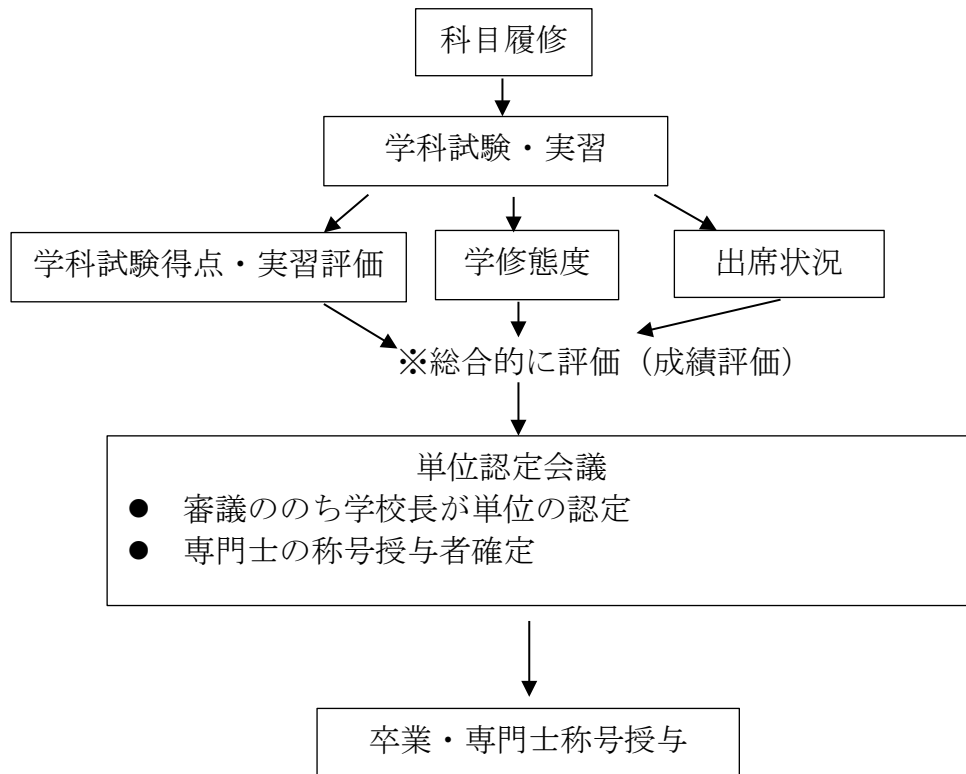 科目履修
学科試験・実習
学科試験得点・実習評価
学修態度
出席状況
※総合的に評価（成績評価）
単位認定会議
● 審議ののち学校長が単位の認定
● 専門士の称号授与者確定
卒業・専門士称号授与